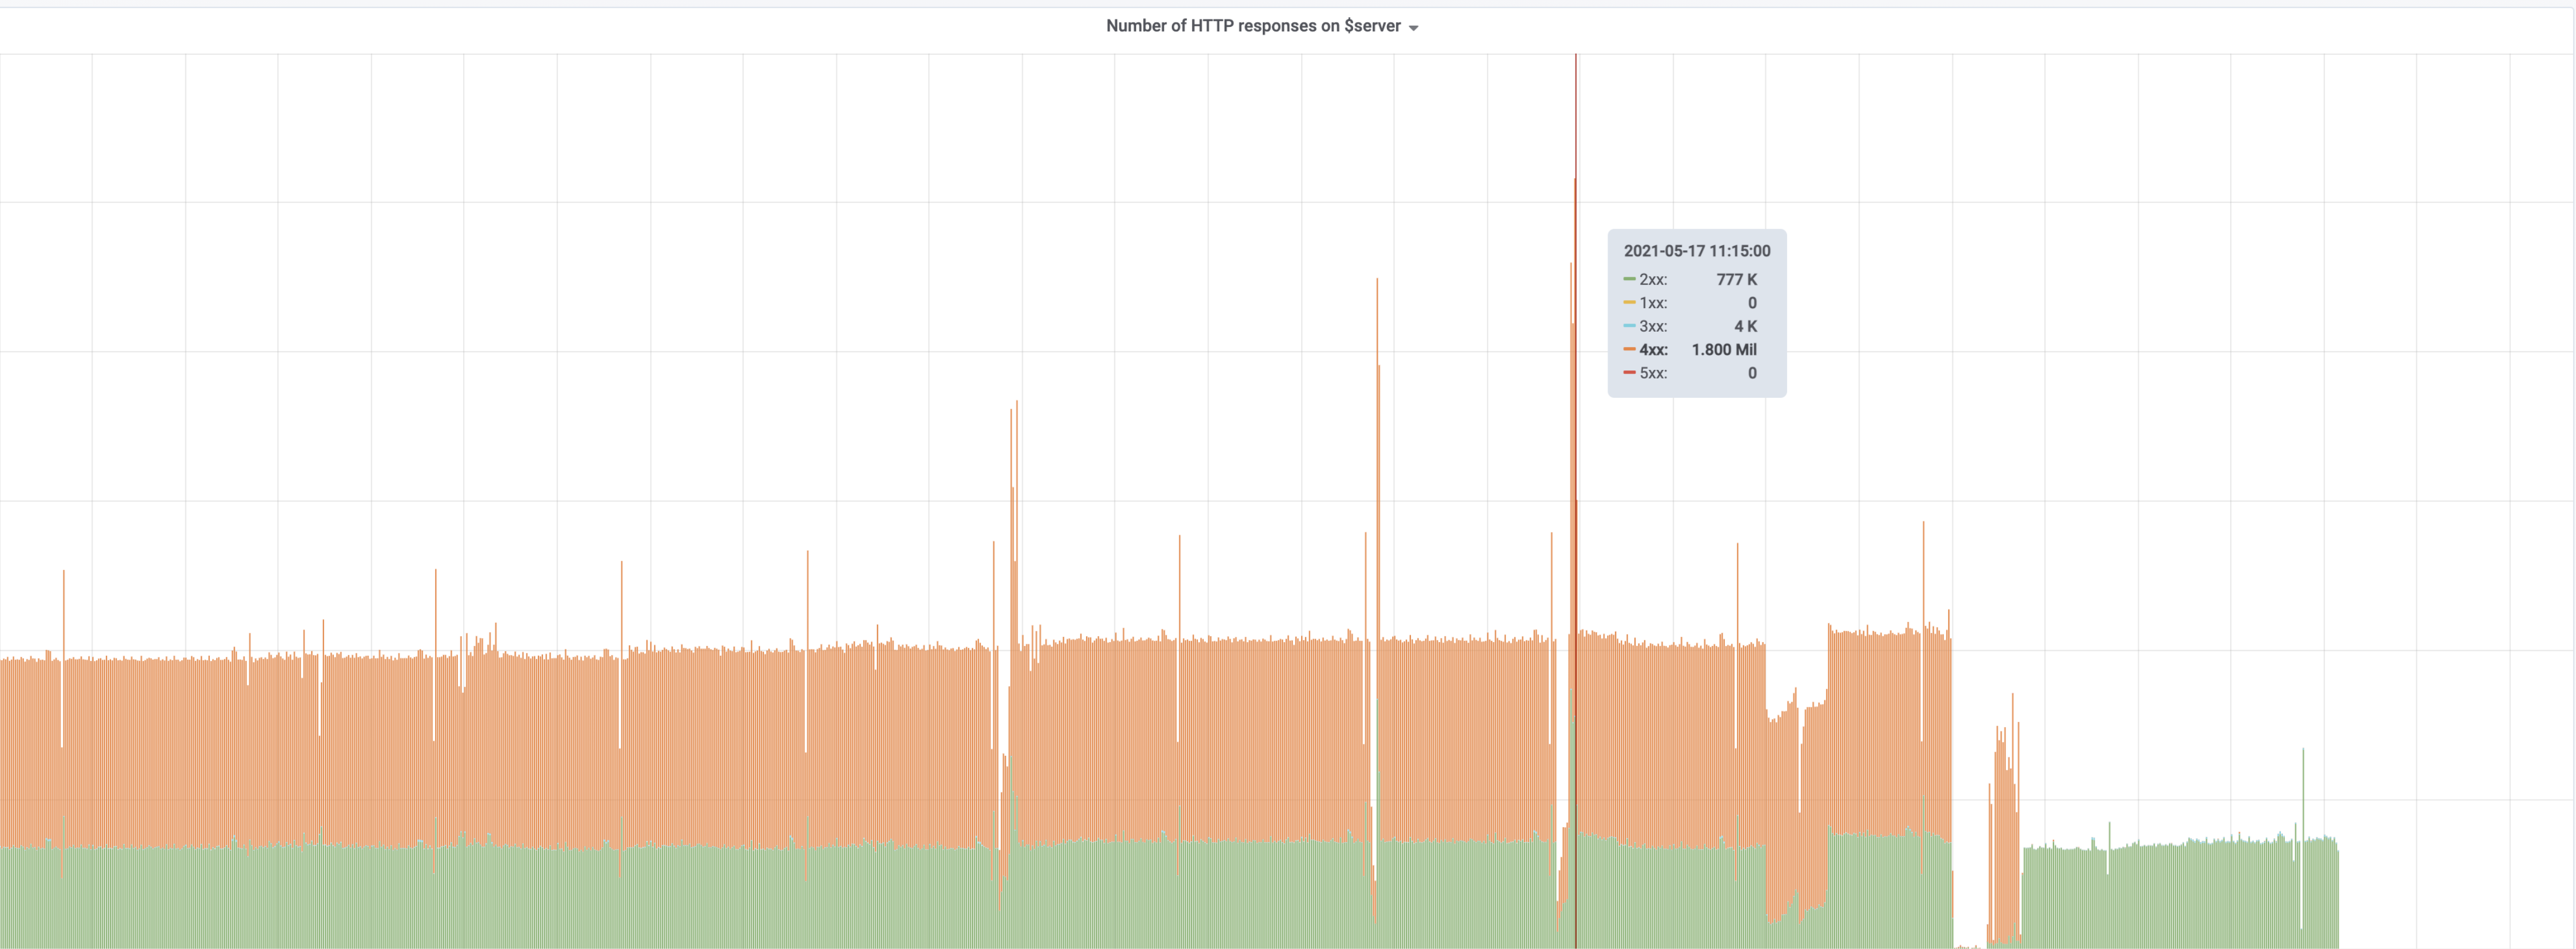 Number of HTTP responses on $server
2021-05-17 11:15:00
2xx: 777 K
1xx: 0
3xx: 4 K
4xx: 1.800 Mil
5xx: 0